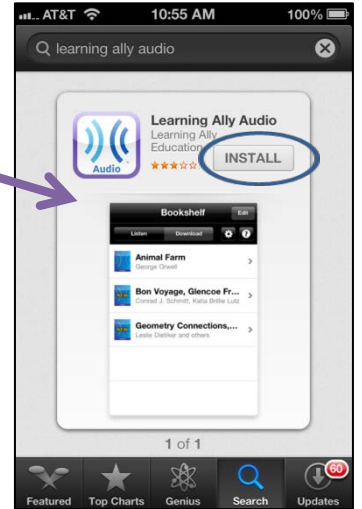 AT&T 10:55 AM 100%
learning ally audio
Learning Ally Audio
Learning Ally
Education
INSTALL
Audio
Bookshelf Edit
Listen Download
Animal Farm
George Orwell
Bon Voyage, Glencoe Fr...
Conrad J. Schmitt, Katia Brillie Lutz
Geometry Connections,...
Leslie Dietiker and others
1 of 1
60
Featured Top Charts Genius Search Updates